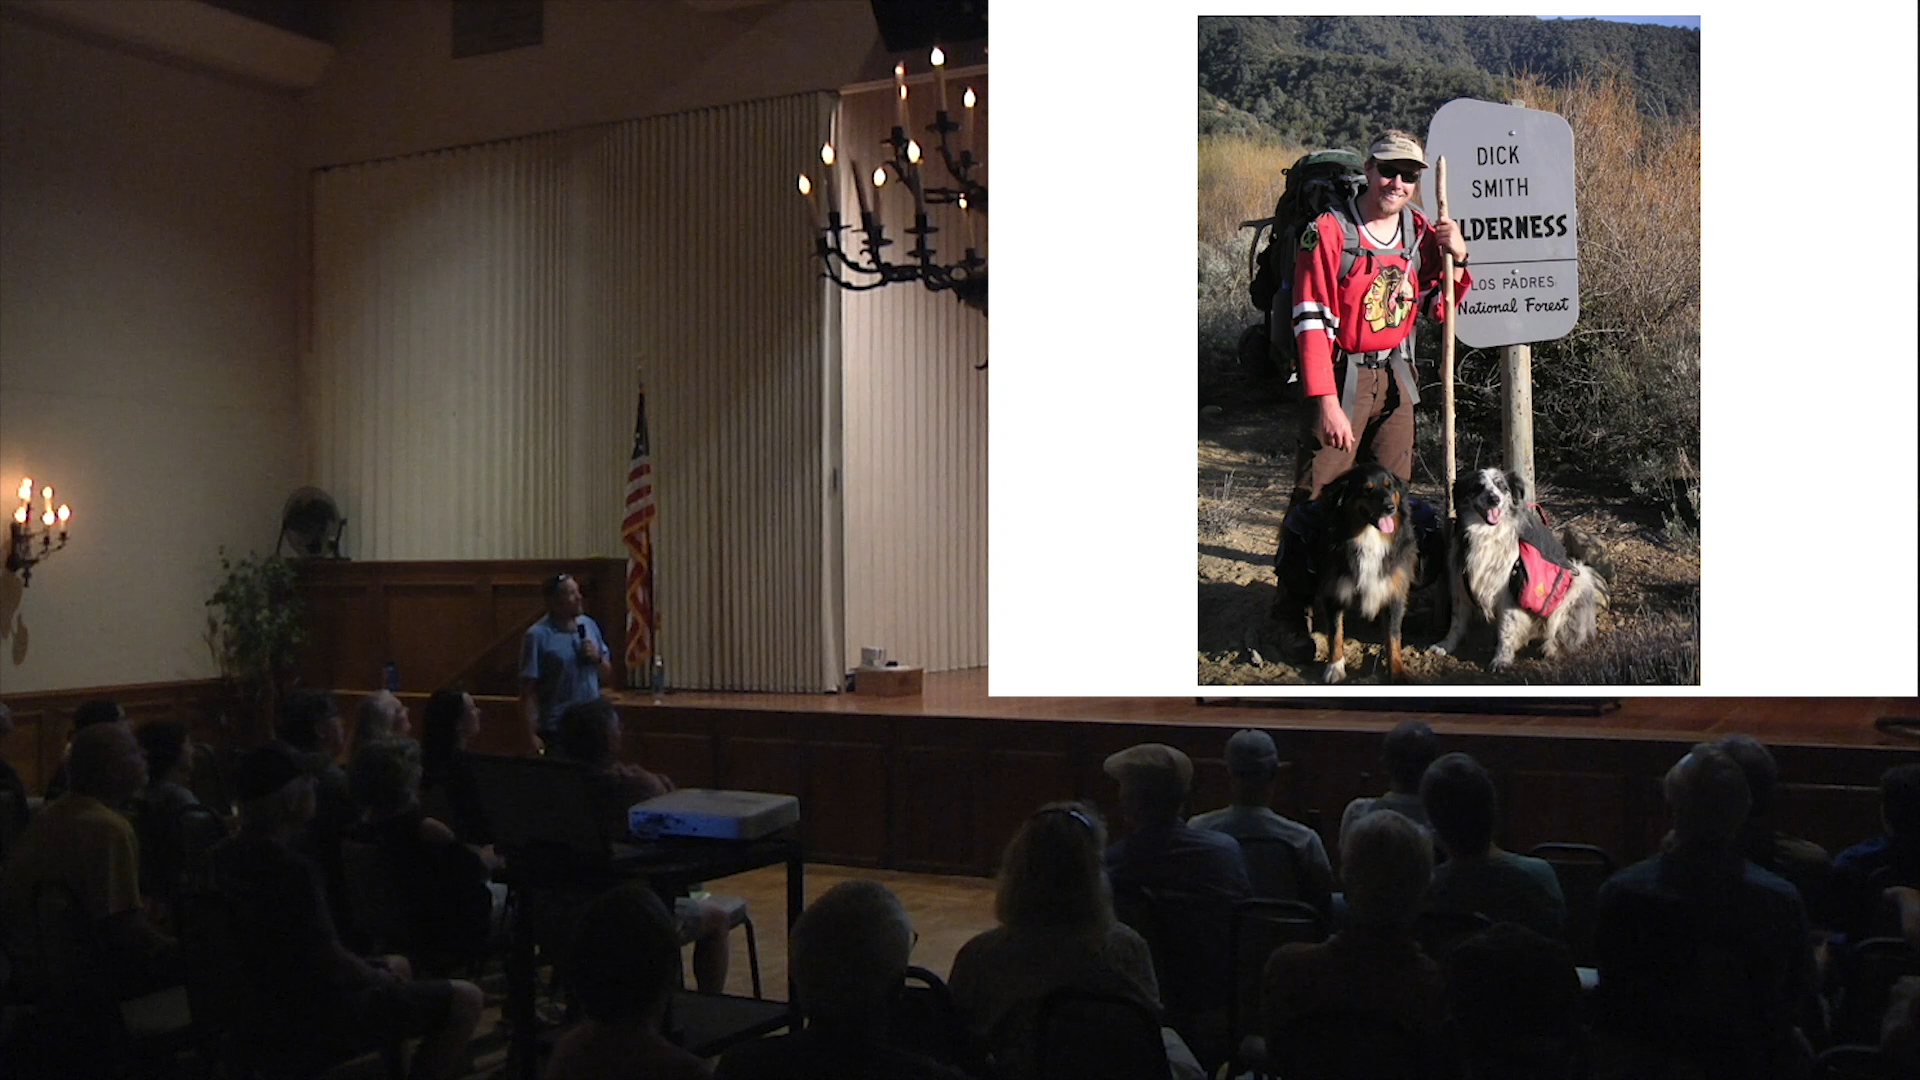 DICK
SMITH
LDERNESS
LOS PADRES
National Forest